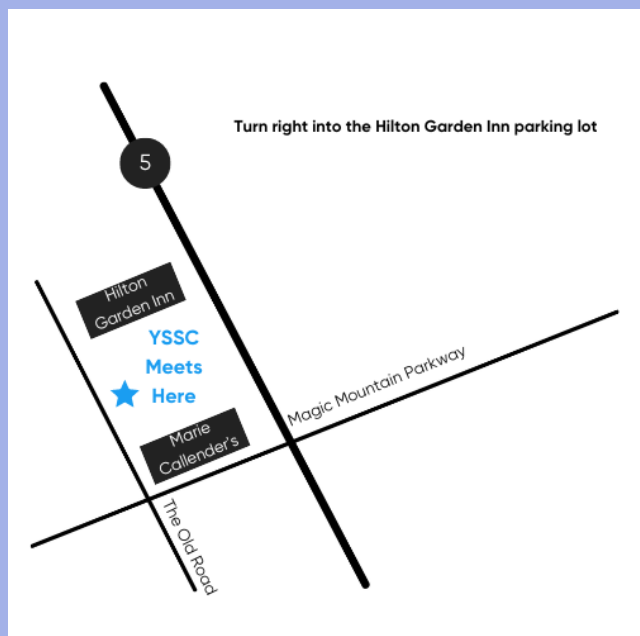 Turn right into the Hilton Garden Inn parking lot
5
Hilton
Garden Inn
YSSC
Meets
Here
Magic Mountain Parkway
Marie
Callender's
The Old Road